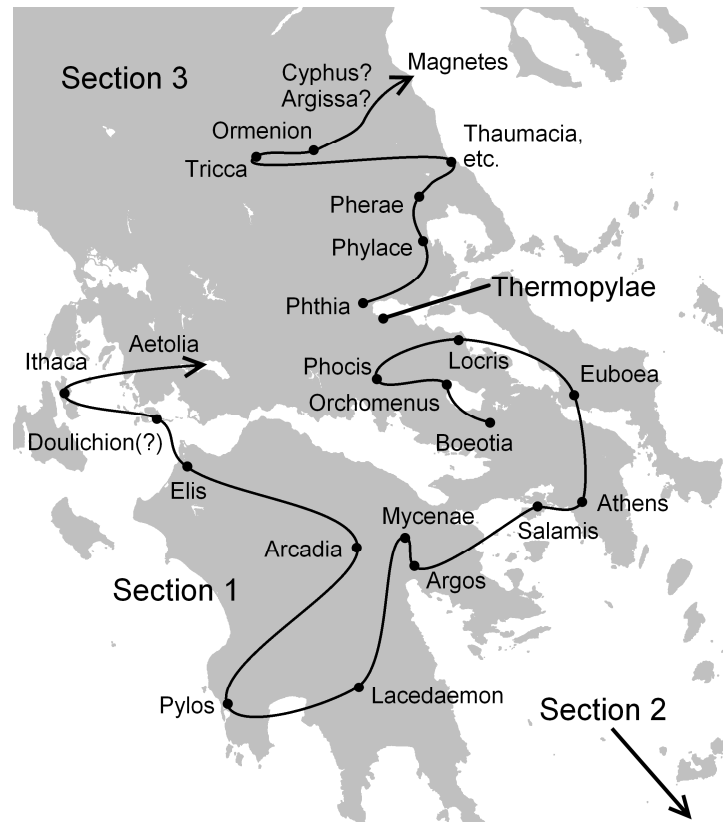 Magnetes
Section 3
Cyphus?
Argissa?
Ormenion
Thaumacia,
etc.
Tricca
Pherae
Phylace
Thermopylae
Phthia
Aetolia
Ithaca
Locris
Phocis
Euboea
Orchomenus
Doulichion(?)
Boeotia
Elis
Athens
Mycenae
Salamis
Arcadia
Argos
Section 1
Lacedaemon
Pylos
Section 2